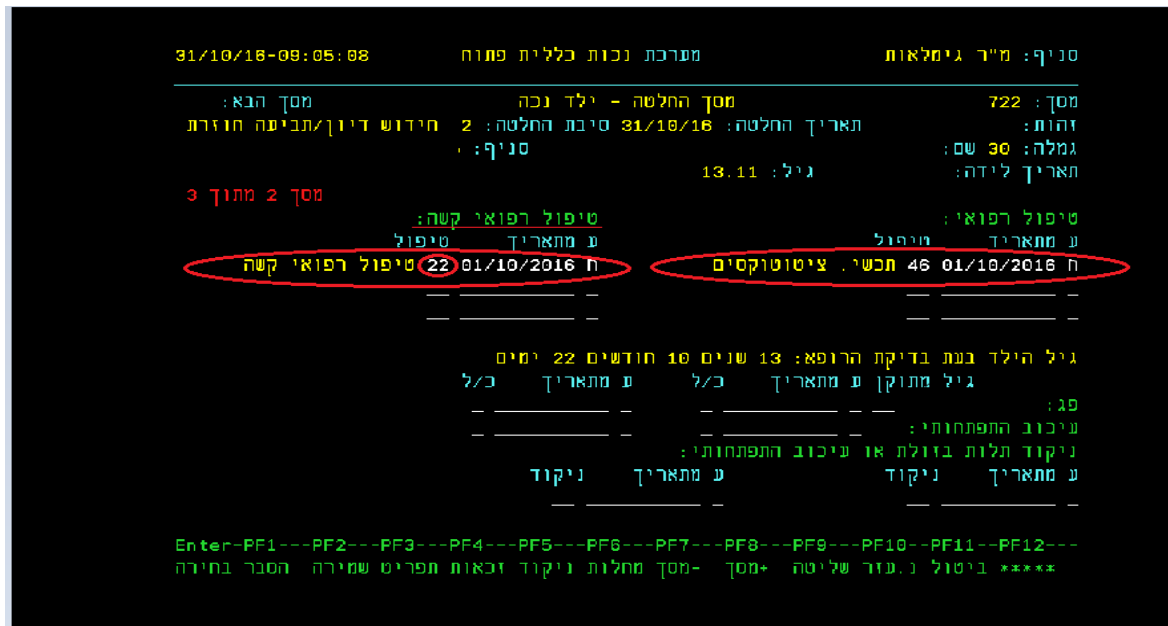 סניף: מ"ר גימלאות מערכת נכות כללית פתוח 31/10/16-09:05:08
מסך: 722 מסך החלטה - ילד נכה מסך הבא:
זהות: תאריך החלטה: 31/10/16 סיבת החלטה: 2 חידוש דיון/תביעה חוזרת
גמלה: 30 שם: סניף:
תאריך לידה: גיל: 13.11
מסך 2 מתוך 3
טיפול רפואי: טיפול רפואי קשה:
ע מתאריך טיפול ע מתאריך טיפול
ח 01/10/2016 46 תכשי. ציטוטוקסים ח 01/10/2016 22 טיפול רפואי קשה
גיל הילד בעת בדיקת הרופא: 13 שנים 10 חודשים 22 ימים
גיל מתוקן ע מתאריך כ/ל ע מתאריך כ/ל
פג:
עיכוב התפתחותי:
ניקוד תלות בזולת או עיכוב התפתחותי:
ע מתאריך ניקוד ע מתאריך ניקוד
Enter-PF1---PF2---PF3---PF4---PF5---PF6---PF7---PF8---PF9---PF10--PF11--PF12---
***** ביטול נ.עזר שליטה +מסך -מסך מחלות ניקוד זכאות תפריט שמירה הסבר בחירה